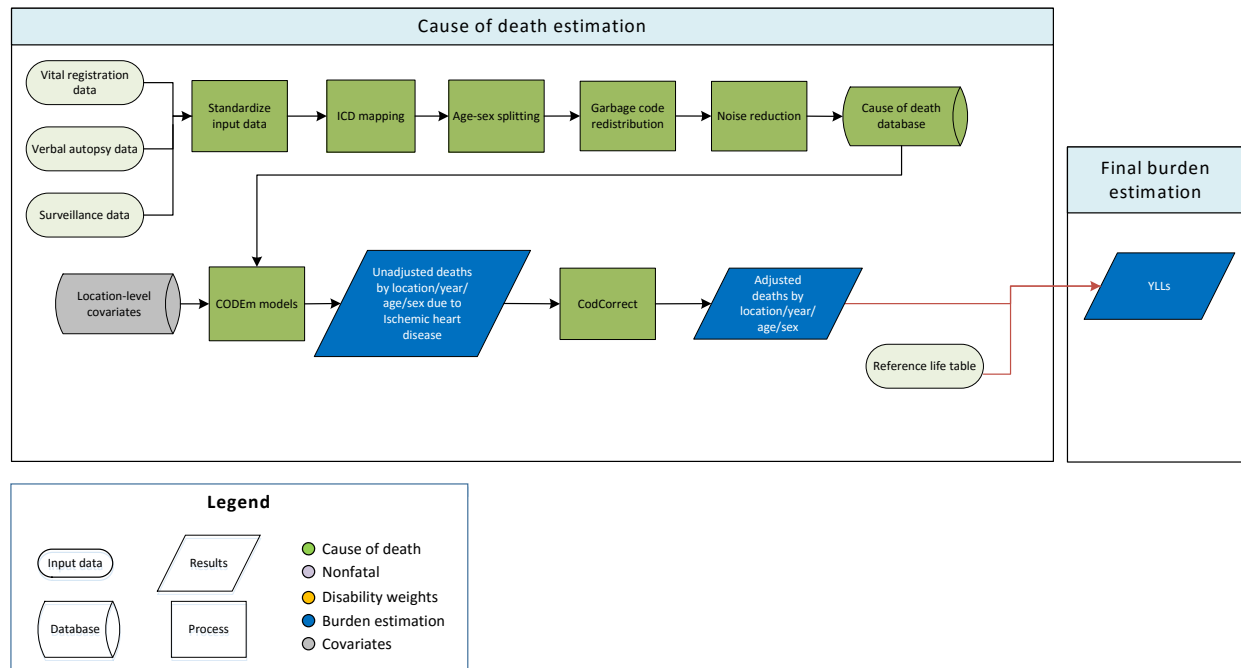 Cause of death estimation
Vital registration
data
Verbal autopsy data
Surveillance data
Standardize
input data
ICD mapping
Age-sex splitting
Garbage code
redistribution
Noise reduction
Cause of death
database
Location-level
covariates
CODEm models
Unadjusted deaths
by location/year/
age/sex due to
Ischemic heart
disease
CodCorrect
Adjusted
deaths by
location/year/
age/sex
Reference life table
Final burden
estimation
YLLs
Legend
Input data
Results
Database
Process
Cause of death
Nonfatal
Disability weights
Burden estimation
Covariates